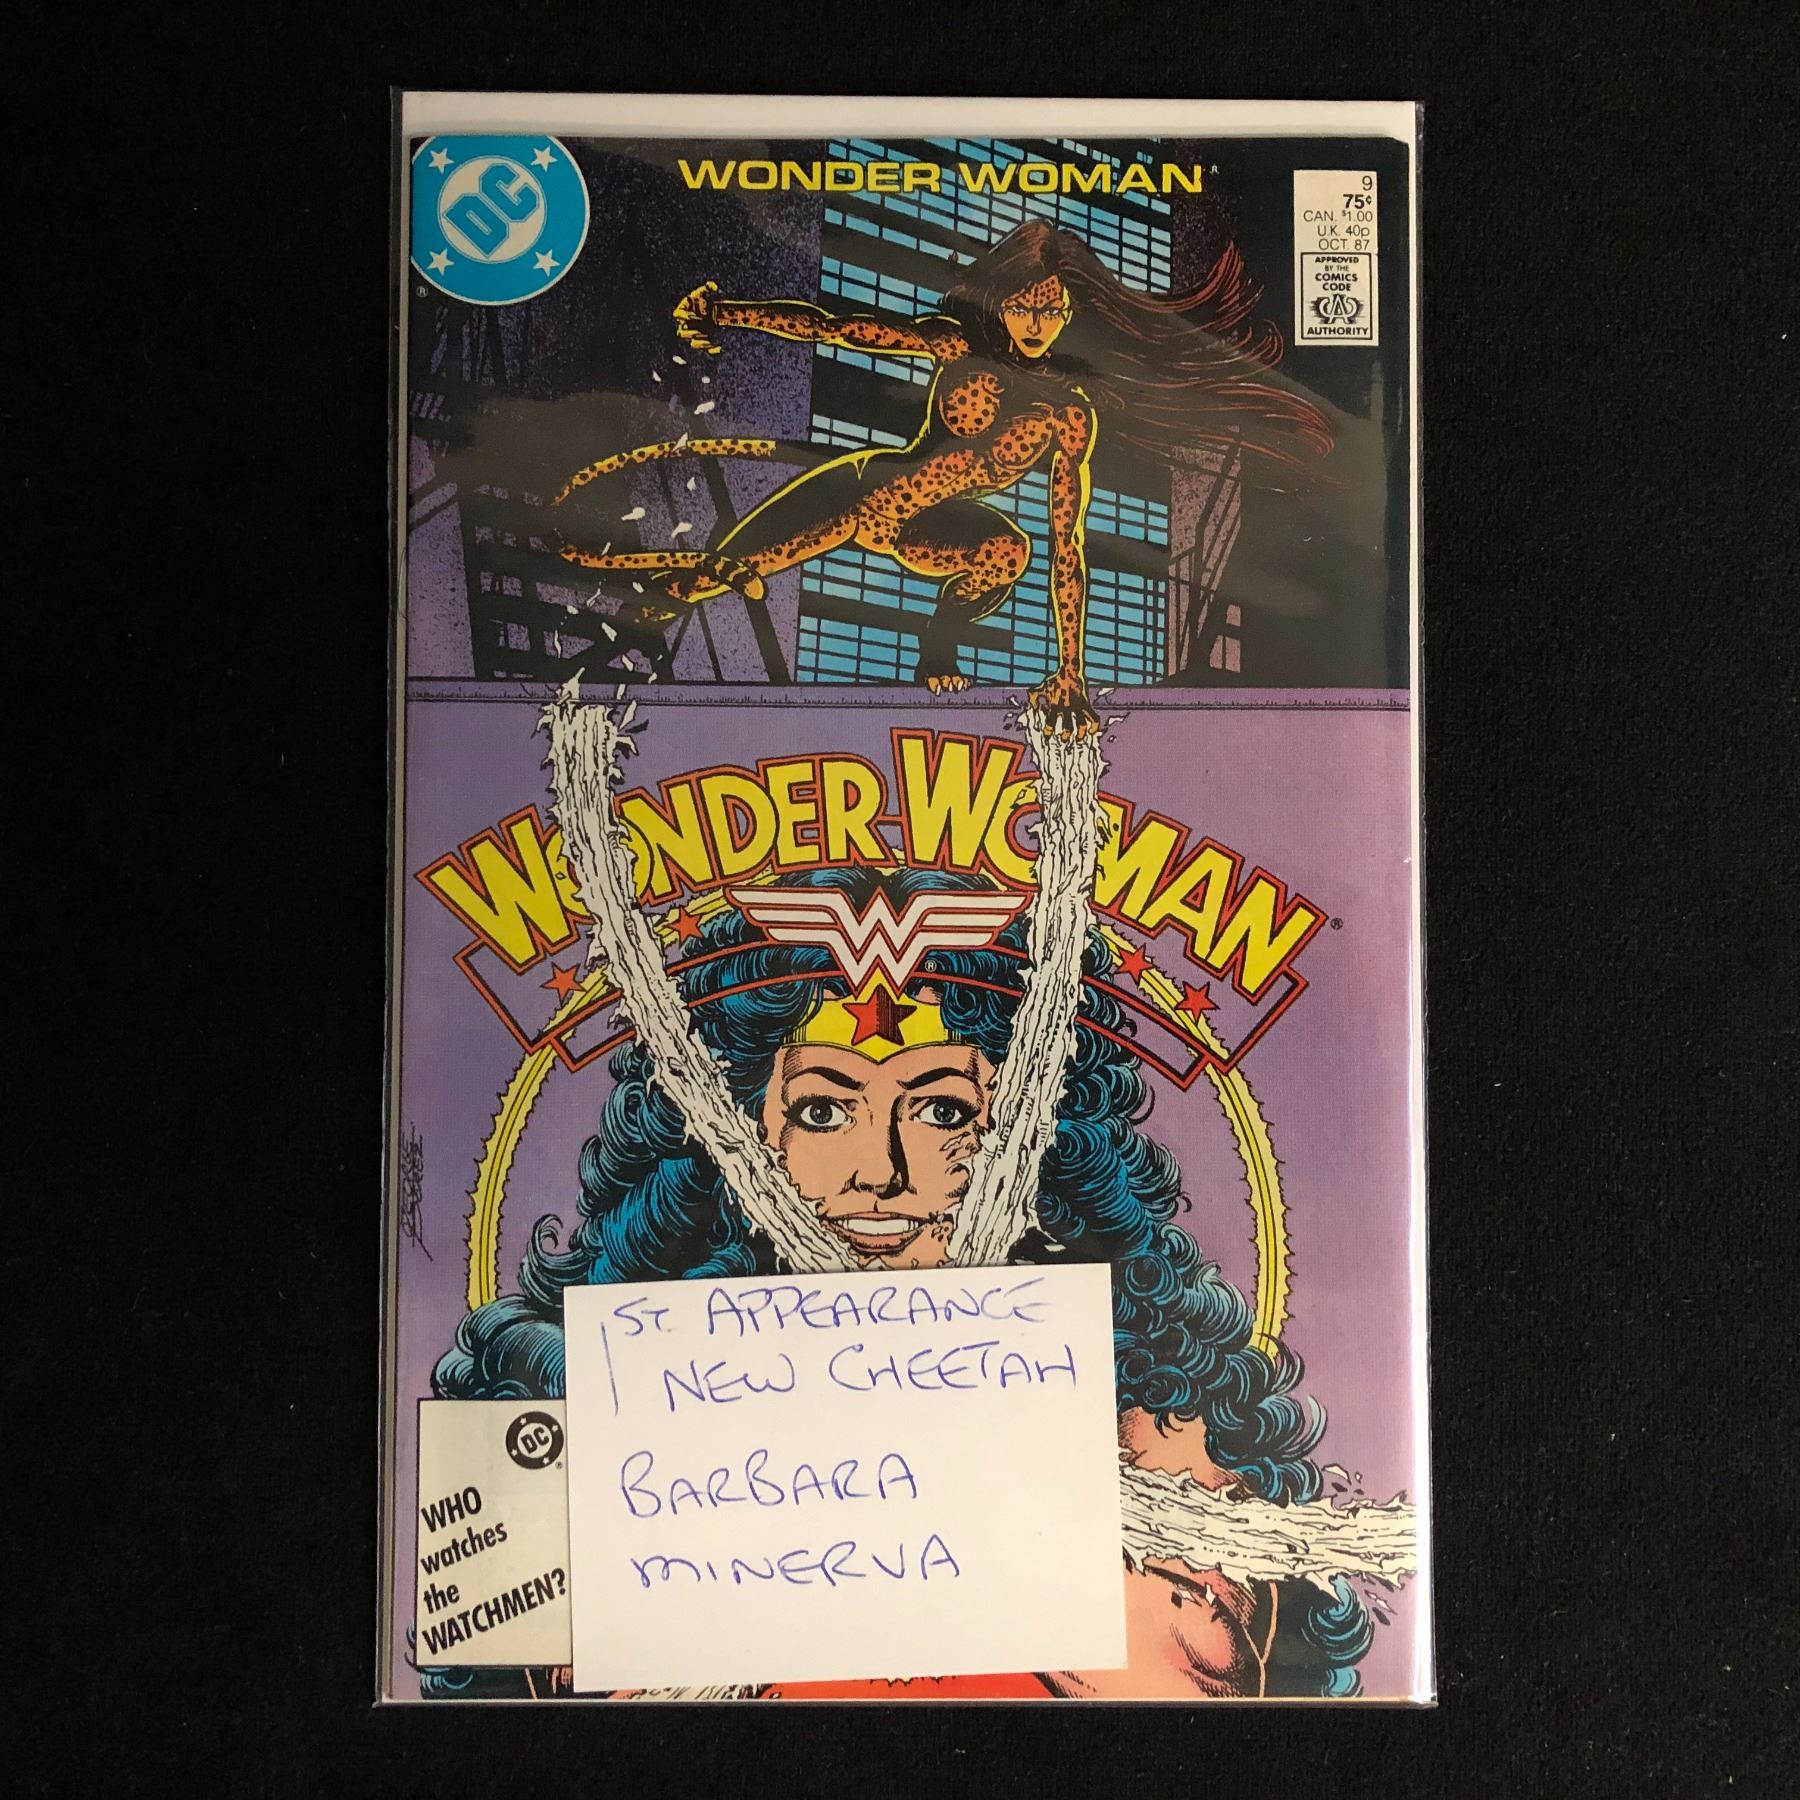 DC
®
WONDER WOMAN®
9
75¢
CAN. $1.00
U.K. 40p
OCT. 87
APPROVED
BY THE
COMICS
CODE
CA
AUTHORITY
WONDER WOMAN®
W®
1ST APPEARANCE
NEW CHEETAH
BARBARA
MINERVA
DC®
WHO
watches
the
WATCHMEN?